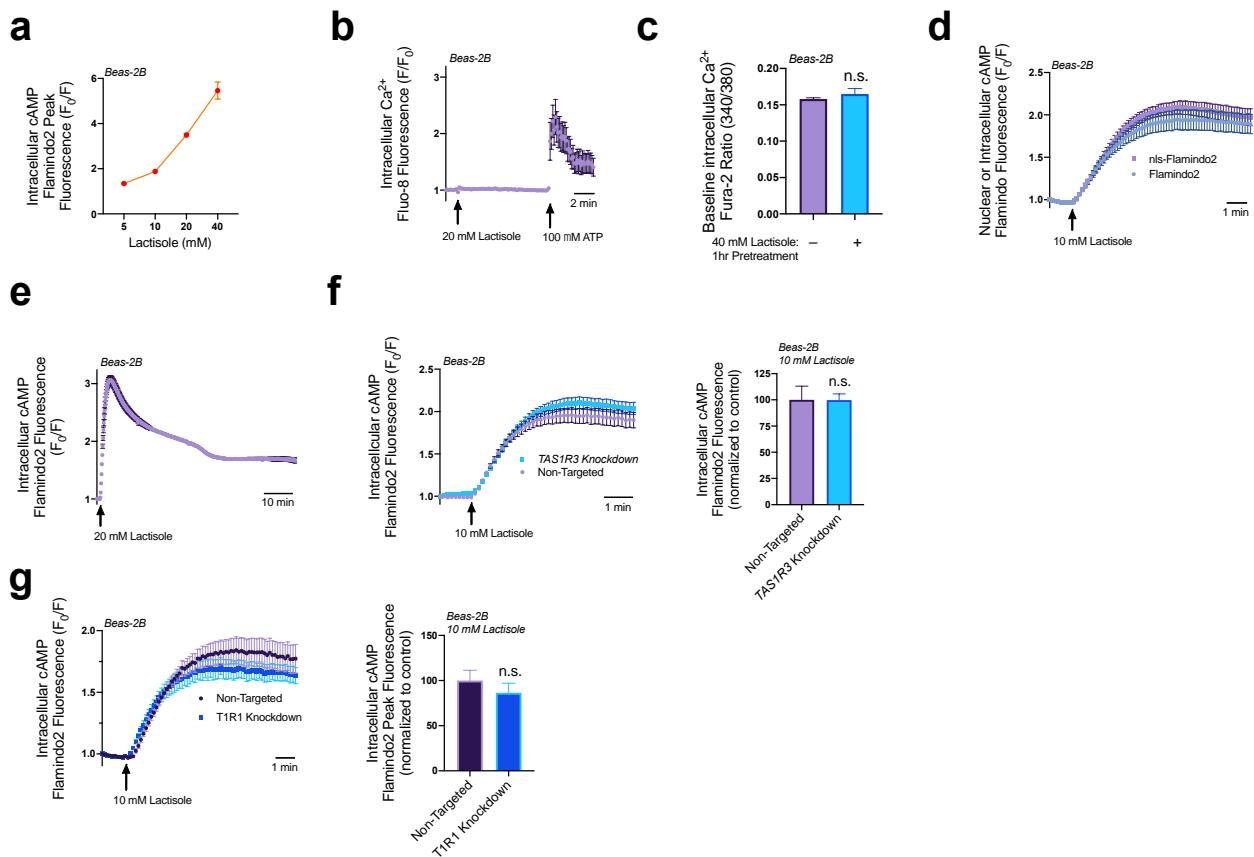 a
Beas-2B
Intracellular cAMP
Flamindo2 Peak
Fluorescence (F0/F)
6
4
2
0
5 10 20 40
Lactisole (mM)
b
Beas-2B
Intracellular Ca2+
Fluo-8 Fluorescence (F/F0)
3
2
1
2 min
20 mM Lactisole
100 mM ATP
c
Beas-2B
n.s.
Baseline intracellular Ca2+
Fura-2 Ratio (340/380)
0.20
0.15
0.10
0.05
0.00
40 mM Lactisole:
1hr Pretreatment
– +
d
Beas-2B
Nuclear or Intracellular cAMP
Flamindo Fluorescence (F0/F)
2.5
2.0
1.5
1.0
nls-Flamindo2
Flamindo2
1 min
10 mM Lactisole
e
Beas-2B
Intracelluar cAMP
Flamindo2 Fluorescence
(F0/F)
3
2
1
10 min
20 mM Lactisole
f
Beas-2B
Intracellcular cAMP
Flamindo2 Fluorescence (F0/F)
2.5
2.0
1.5
1.0
TAS1R3 Knockdown
Non-Targeted
1 min
10 mM Lactisole
Beas-2B
10 mM Lactisole
n.s.
Intracellular cAMP
Flamindo2 Fluorescence
(normalized to control)
125
100
75
50
25
0
Non-Targeted
TAS1R3 Knockdown
g
Beas-2B
Intracellular cAMP
Flamindo2 Fluorescence (F0/F)
2.0
1.5
1.0
Non-Targeted
T1R1 Knockdown
1 min
10 mM Lactisole
Beas-2B
10 mM Lactisole
n.s.
Intracellular cAMP
Flamindo2 Peak Fluorescence
(normalized to control)
150
100
50
0
Non-Targeted
T1R1 Knockdown